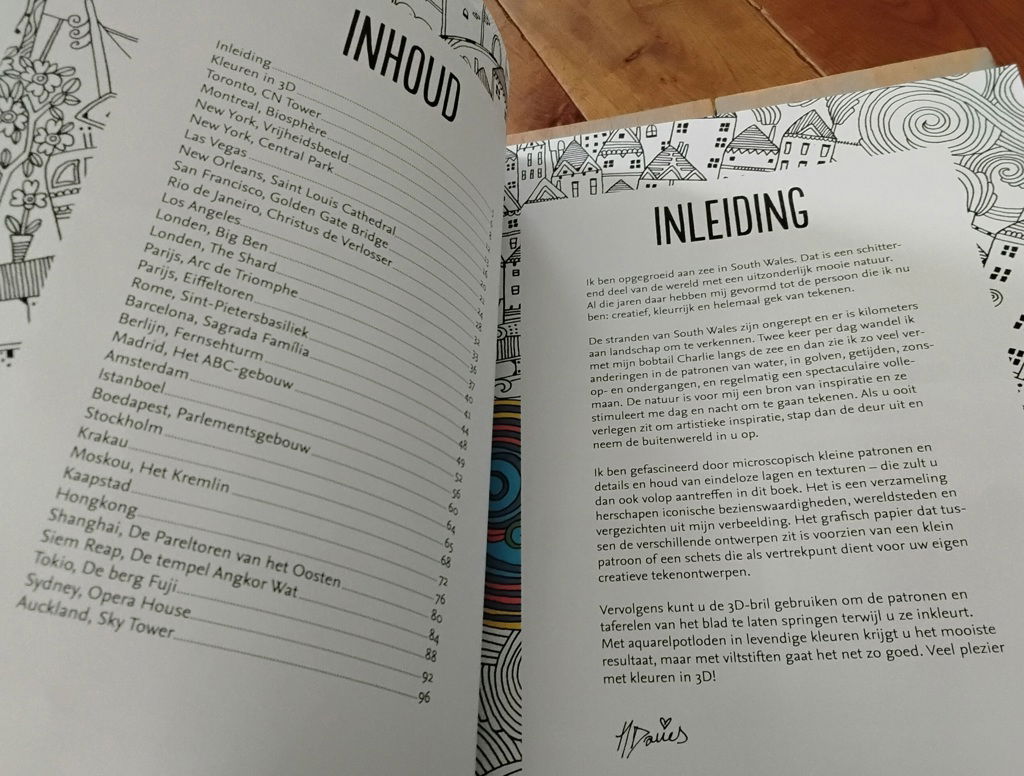 INHOUD
Inleiding
Kleuren in 3D
Toronto, CN Tower
Montreal, Biosphère
New York, Vrijheidsbeeld
New York, Central Park
Las Vegas
New Orleans, Saint Louis Cathedral
San Francisco, Golden Gate Bridge
Rio de Janeiro, Christus de Verlosser
Los Angeles
Londen, Big Ben
Londen, The Shard 36
Parijs, Arc de Triomphe 37
Parijs, Eiffeltoren 40
Rome, Sint-Pietersbasiliek 41
Barcelona, Sagrada Família 44
Berlijn, Fernsehturm 48
Madrid, Het ABC-gebouw 49
Amsterdam 52
Istanboel 56
Boedapest, Parlementsgebouw 60
Stockholm 64
Krakau 65
Moskou, Het Kremlin 68
Kaapstad 72
Hongkong 76
Shanghai, De Pareltoren van het Oosten 80
Siem Reap, De tempel Angkor Wat 84
Tokio, De berg Fuji 88
Sydney, Opera House 92
Auckland, Sky Tower 96
INLEIDING
Ik ben opgegroeid aan zee in South Wales. Dat is een schitter-
end deel van de wereld met een uitzonderlijk mooie natuur.
Al die jaren daar hebben mij gevormd tot de persoon die ik nu
ben: creatief, kleurrijk en helemaal gek van tekenen.
De stranden van South Wales zijn ongerept en er is kilometers
aan landschap om te verkennen. Twee keer per dag wandel ik
met mijn bobtail Charlie langs de zee en dan zie ik zo veel ver-
anderingen in de patronen van water, in golven, getijden, zons-
op- en ondergangen, en regelmatig een spectaculaire volle-
maan. De natuur is voor mij een bron van inspiratie en ze
stimuleert me dag en nacht om te gaan tekenen. Als u ooit
verlegen zit om artistieke inspiratie, stap dan de deur uit en
neem de buitenwereld in u op.
Ik ben gefascineerd door microscopisch kleine patronen en
details en houd van eindeloze lagen en texturen – die zult u
dan ook volop aantreffen in dit boek. Het is een verzameling
herschapen iconische bezienswaardigheden, wereldsteden en
vergezichten uit mijn verbeelding. Het grafisch papier dat tus-
sen de verschillende ontwerpen zit is voorzien van een klein
patroon of een schets die als vertrekpunt dient voor uw eigen
creatieve tekenontwerpen.
Vervolgens kunt u de 3D-bril gebruiken om de patronen en
taferelen van het blad te laten springen terwijl u ze inkleurt.
Met aquarelpotloden in levendige kleuren krijgt u het mooiste
resultaat, maar met viltstiften gaat het net zo goed. Veel plezier
met kleuren in 3D!
HDavies